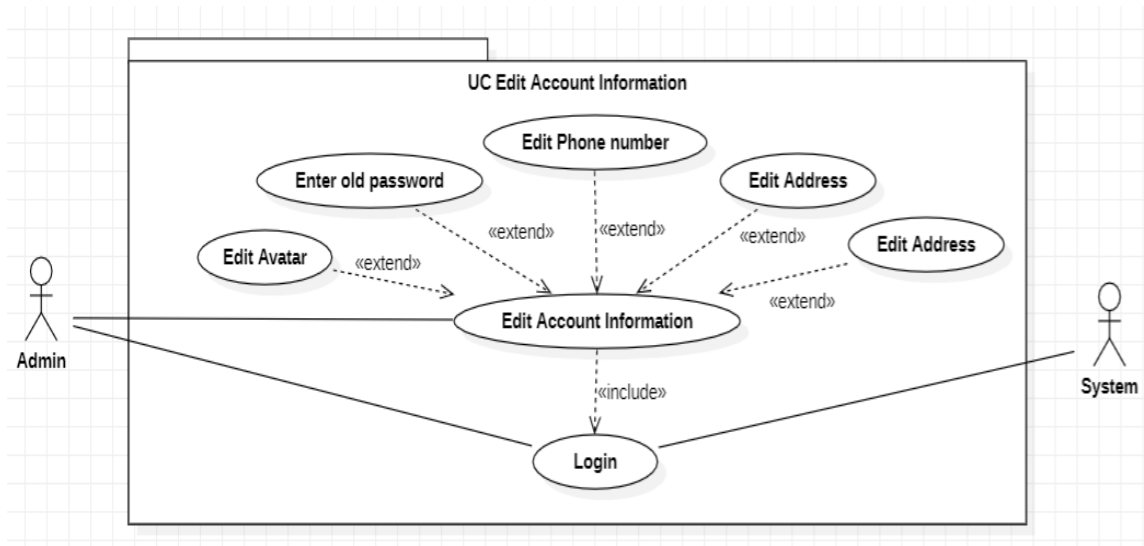 UC Edit Account Information
Edit Phone number
Enter old password
Edit Address
«extend»
«extend»
«extend»
Edit Address
Edit Avatar
«extend»
«extend»
Edit Account Information
Admin
System
«include»
Login